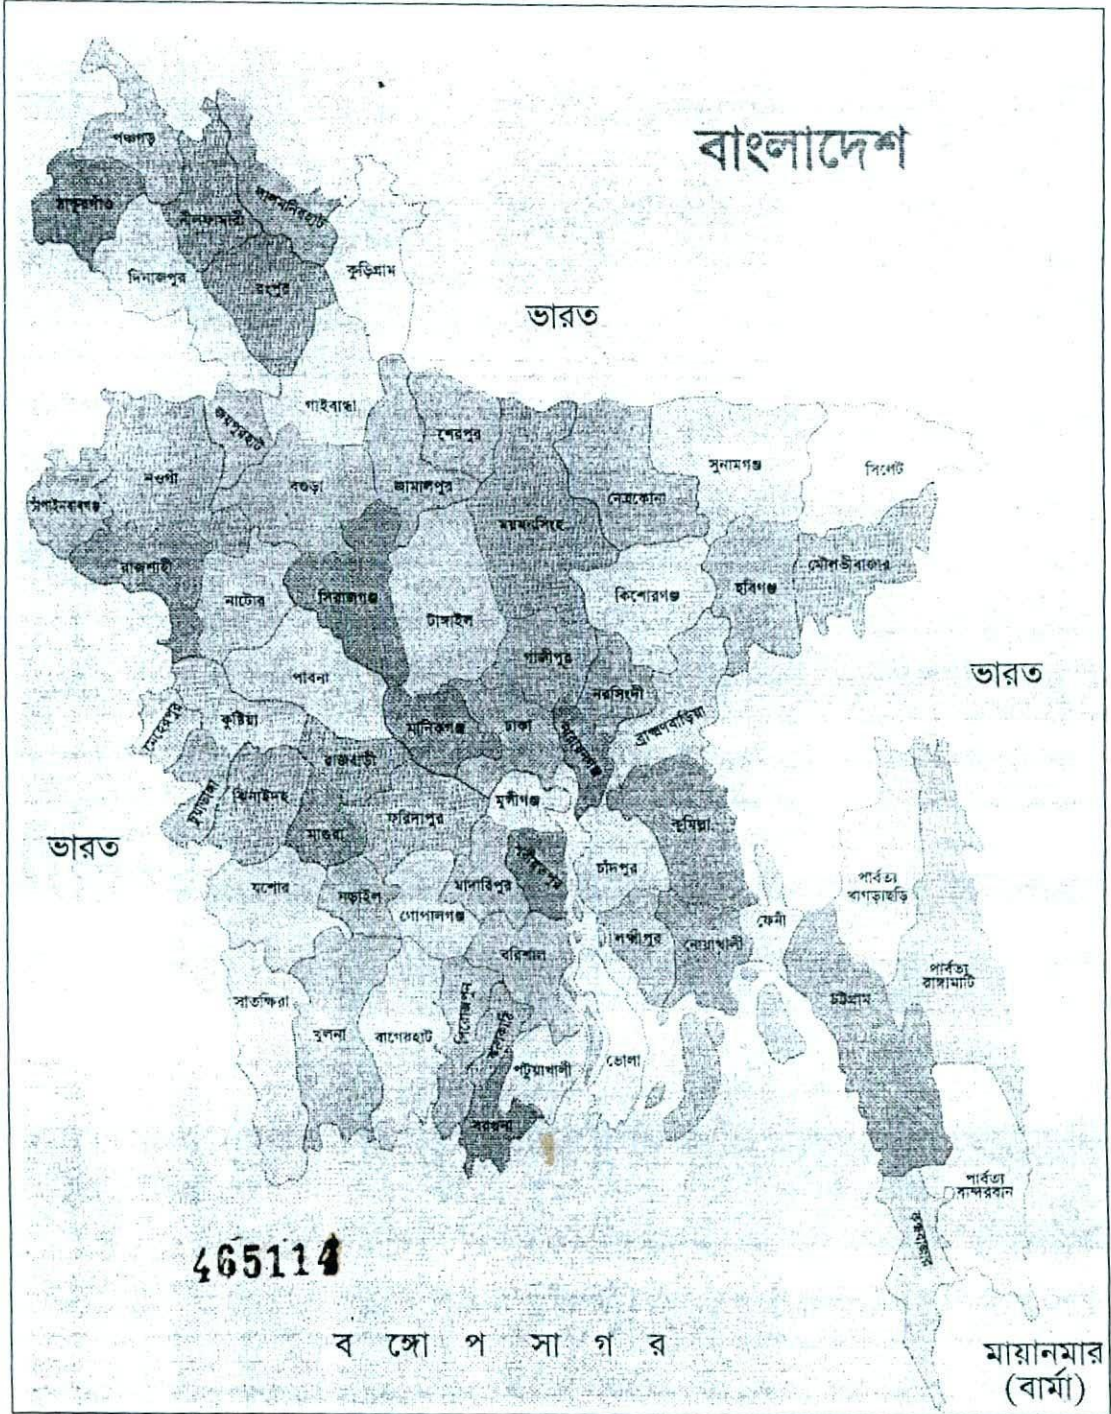 বাংলাদেশ
পঞ্চগড়
ঠাকুরগাঁও
নীলফামারী
লালমনিরহাট
দিনাজপুর
রংপুর
কুড়িগ্রাম
ভারত
গাইবান্ধা
জয়পুরহাট
শেরপুর
নওগাঁ
বগুড়া
জামালপুর
সুনামগঞ্জ
সিলেট
নেত্রকোনা
চাঁপাইনবাবগঞ্জ
ময়মনসিংহ
রাজশাহী
মৌলভীবাজার
নাটোর
সিরাজগঞ্জ
কিশোরগঞ্জ
হবিগঞ্জ
টাঙ্গাইল
গাজীপুর
পাবনা
ভারত
নরসিংদী
মেহেরপুর
কুষ্টিয়া
মানিকগঞ্জ
ঢাকা
নারায়নগঞ্জ
ব্রাহ্মণবাড়িয়া
রাজবাড়ী
চুয়াডাঙ্গা
ঝিনাইদহ
মুন্সীগঞ্জ
ফরিদপুর
কুমিল্লা
মাগুরা
ভারত
চাঁদপুর
যশোর
নড়াইল
মাদারিপুর
শরীয়তপুর
পার্বত্য
খাগড়াছড়ি
গোপালগঞ্জ
ফেনী
লক্ষ্মীপুর
নোয়াখালী
বরিশাল
পার্বত্য
রাঙ্গামাটি
সাতক্ষিরা
চট্টগ্রাম
খুলনা
বাগেরহাট
পিরোজপুর
ঝালকাঠি
পটুয়াখালী
ভোলা
বরগুনা
পার্বত্য
বান্দরবান
কক্সবাজার
465114
ব ঙ্গো প সা গ র
মায়ানমার
(বার্মা)